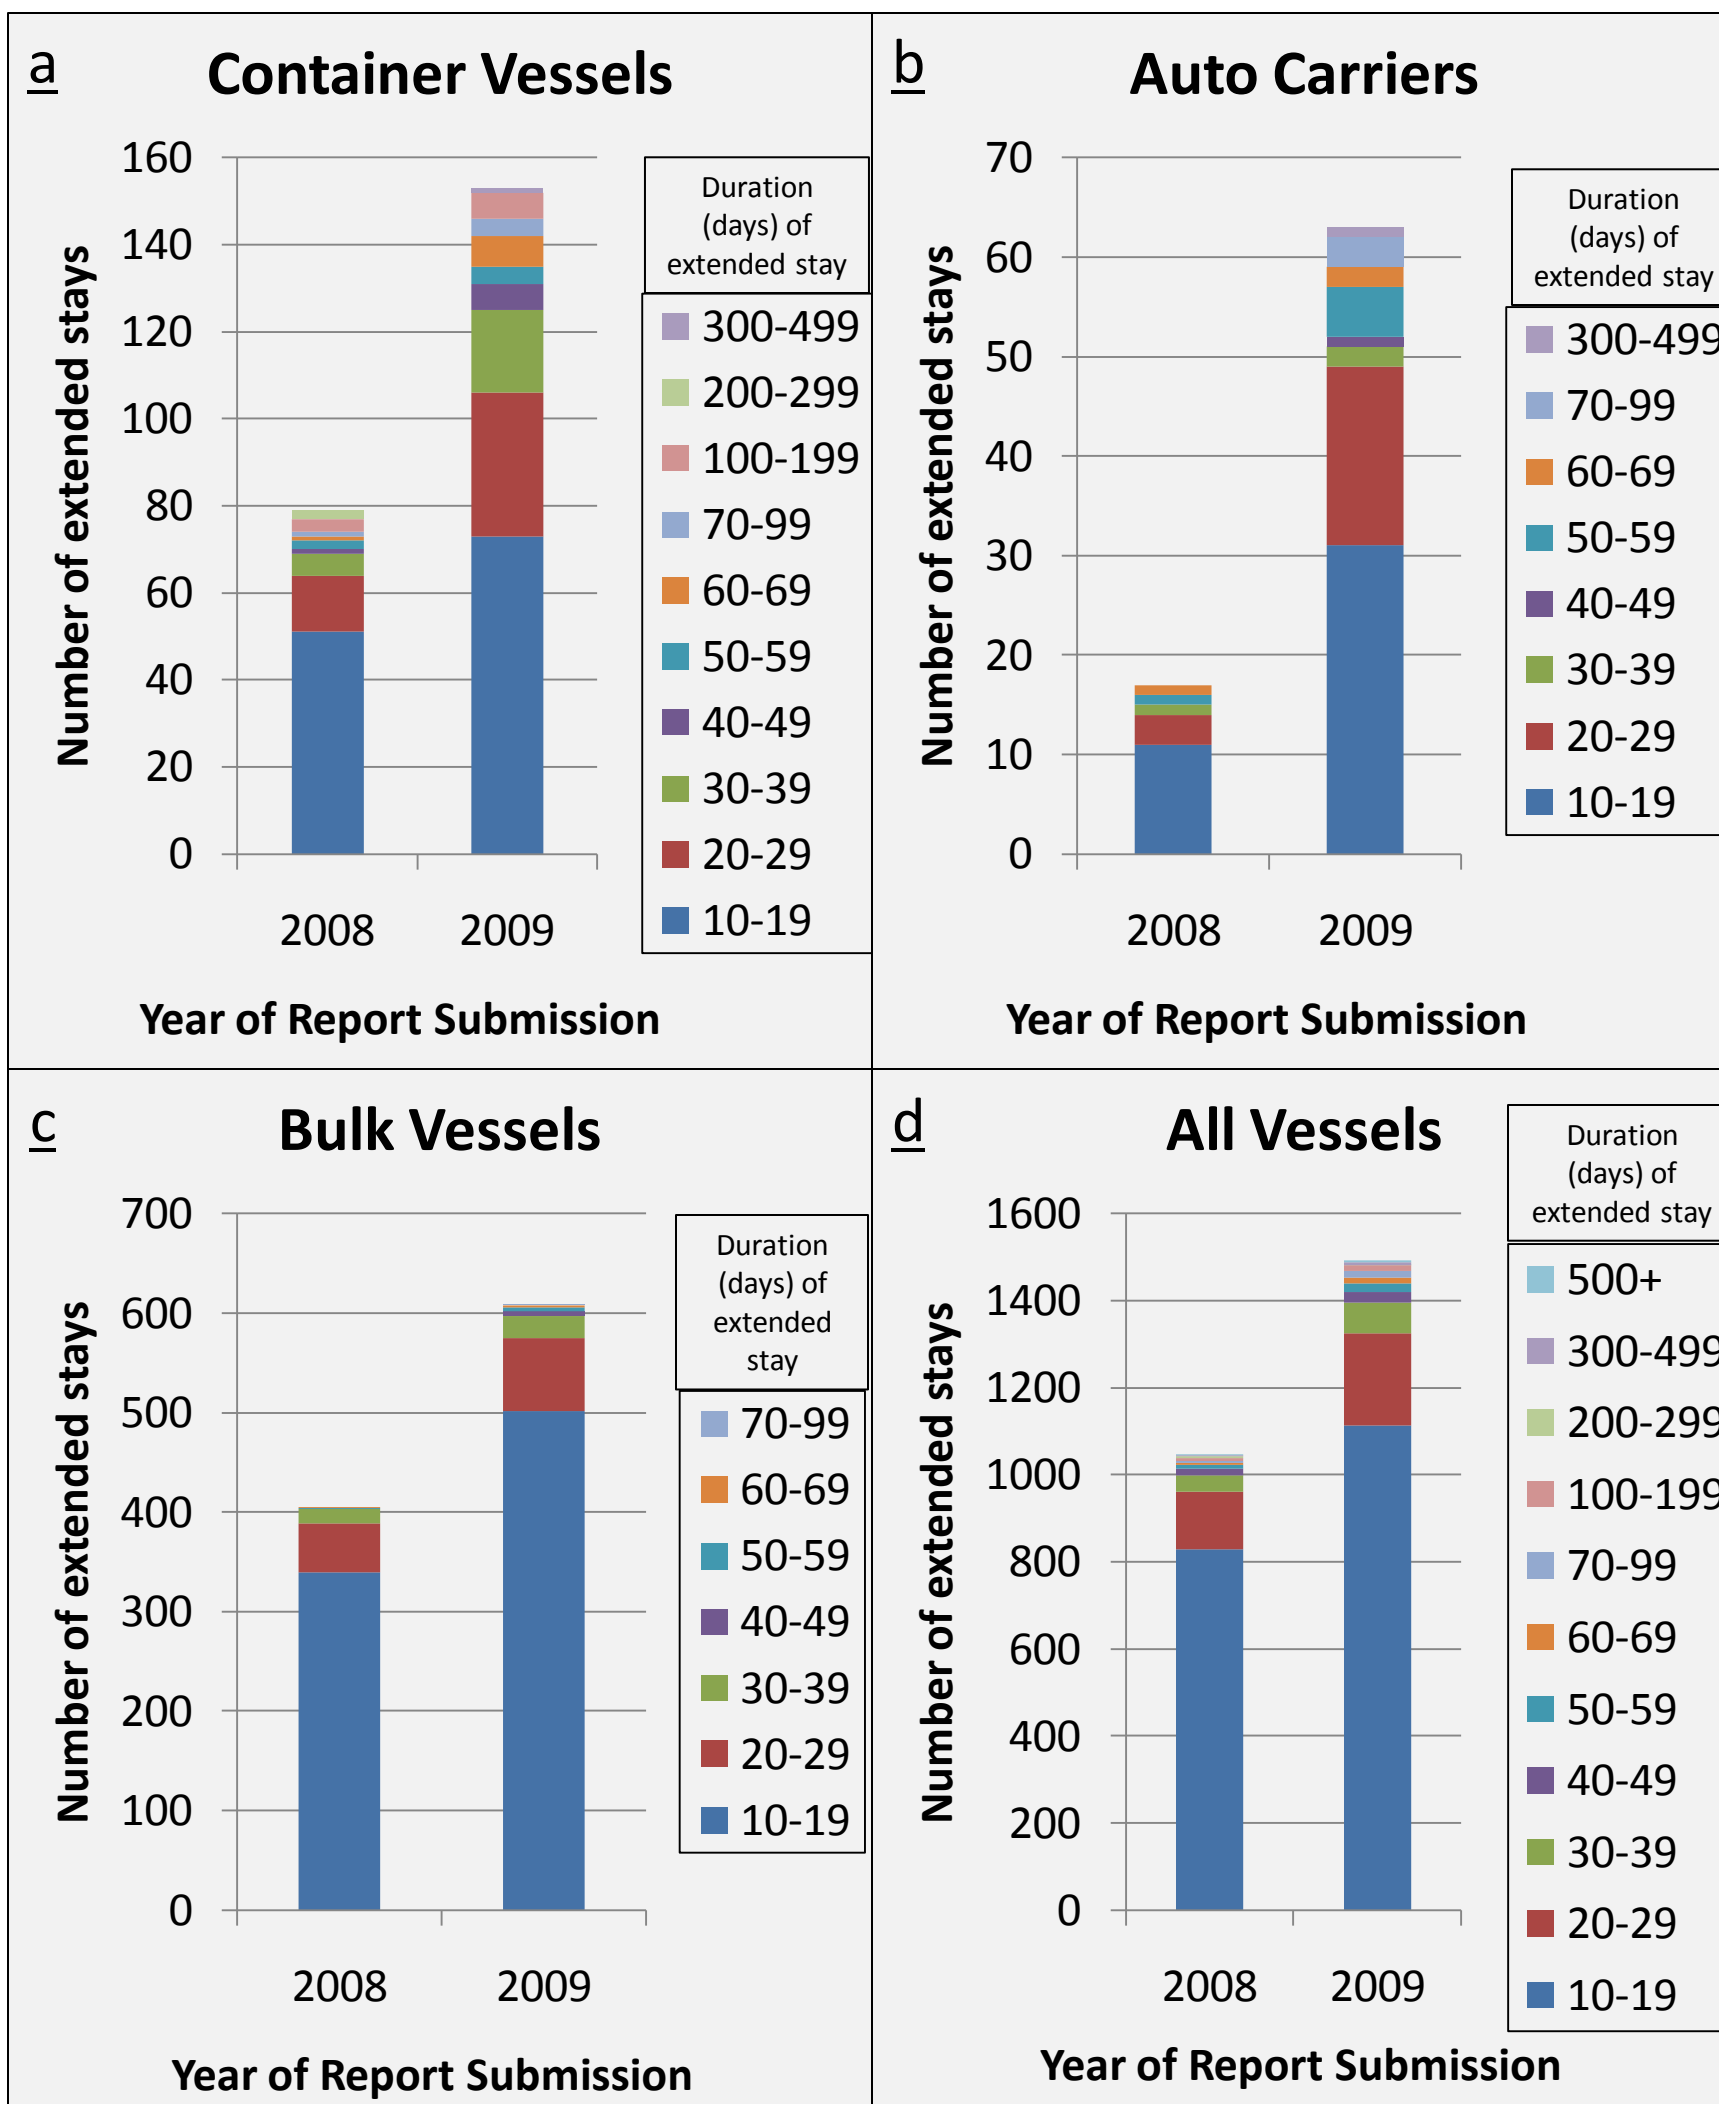 a
Container Vessels
Number of extended stays
160
140
120
100
80
60
40
20
0
2008
2009
Year of Report Submission
Duration
(days) of
extended stay
300-499
200-299
100-199
70-99
60-69
50-59
40-49
30-39
20-29
10-19
b
Auto Carriers
Number of extended stays
70
60
50
40
30
20
10
0
2008
2009
Year of Report Submission
Duration
(days) of
extended stay
300-499
70-99
60-69
50-59
40-49
30-39
20-29
10-19
c
Bulk Vessels
Number of extended stays
700
600
500
400
300
200
100
0
2008
2009
Year of Report Submission
Duration
(days) of
extended
stay
70-99
60-69
50-59
40-49
30-39
20-29
10-19
d
All Vessels
Number of extended stays
1600
1400
1200
1000
800
600
400
200
0
2008
2009
Year of Report Submission
Duration
(days) of
extended stay
500+
300-499
200-299
100-199
70-99
60-69
50-59
40-49
30-39
20-29
10-19